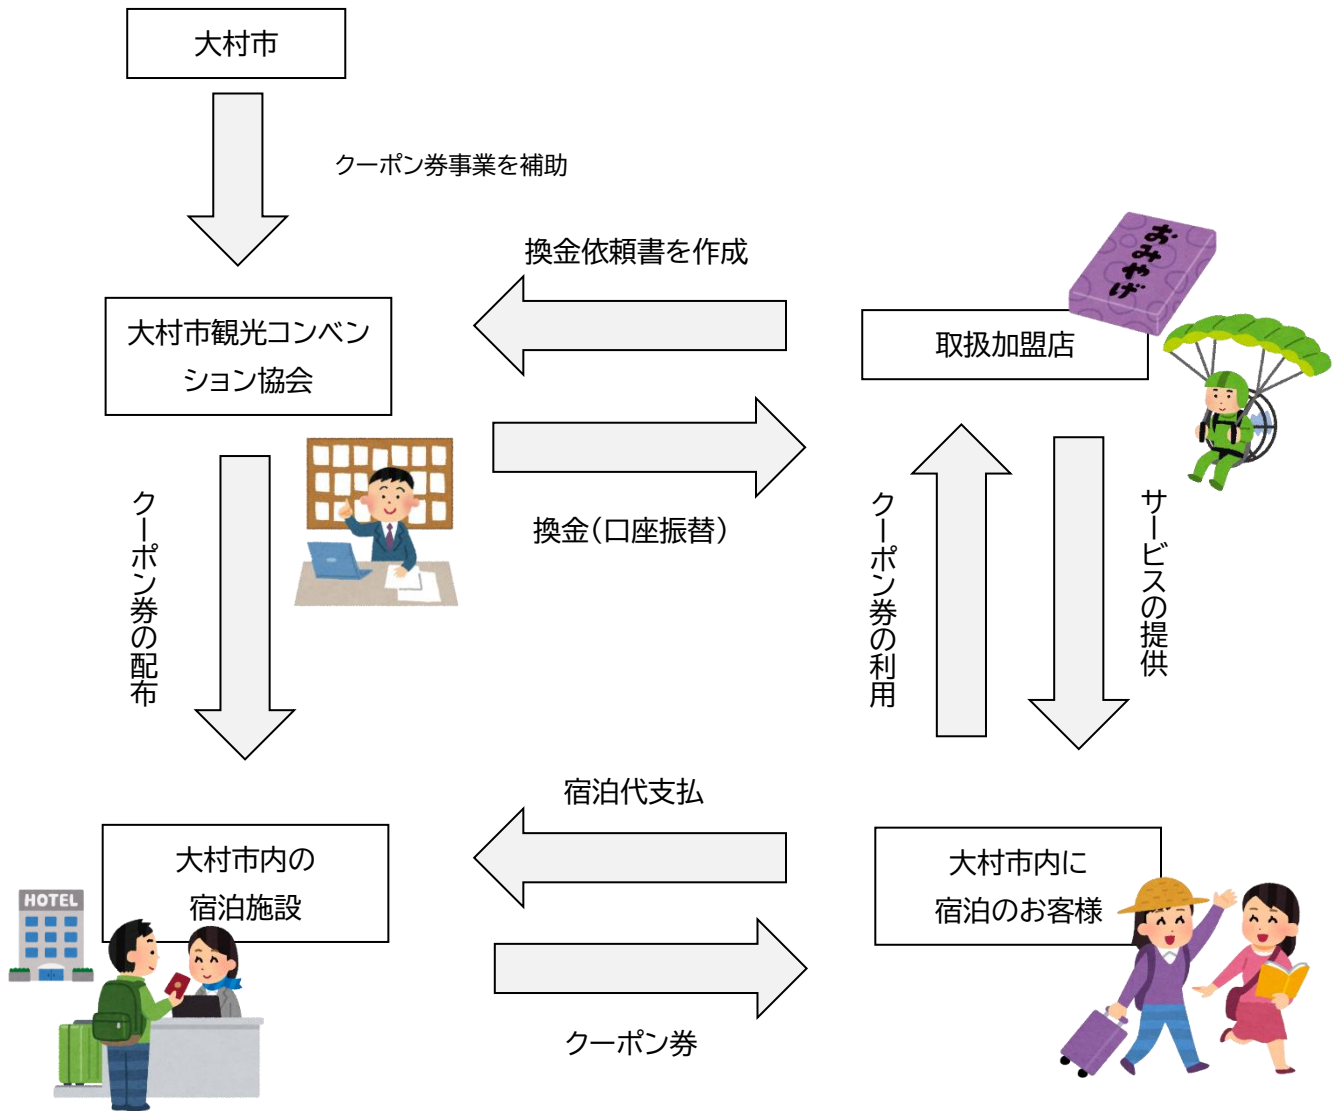 大村市
クーポン券事業を補助
換金依頼書を作成
おみやげ
大村市観光コンベン
ション協会
取扱加盟店
換金(口座振替)
クーポン券の配布
クーポン券の利用
サービスの提供
宿泊代支払
大村市内の
宿泊施設
大村市内に
宿泊のお客様
HOTEL
クーポン券